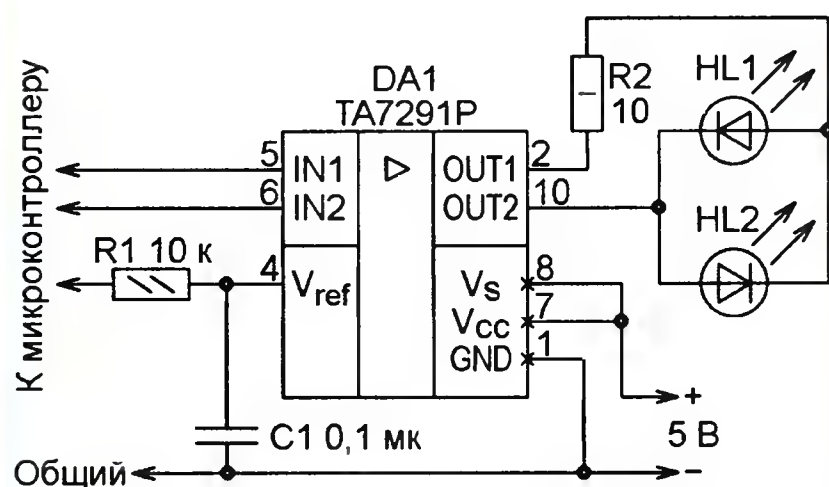 К микроконтроллеру
DA1
TA7291P
R2
10
HL1
5
IN1
OUT1
2
6
IN2
OUT2
10
HL2
R1 10 к
4
Vref
VS
8
VCC
7
GND
1
+
5 В
C1 0,1 мк
Общий
–